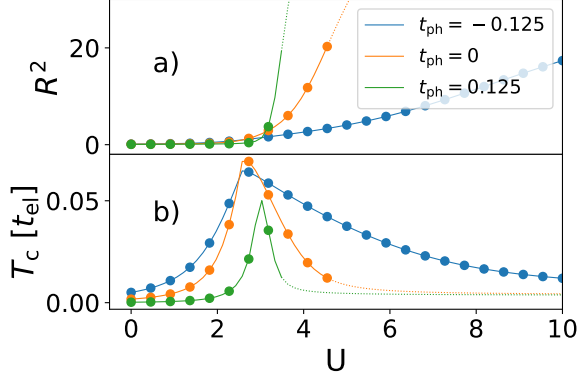 R²
20
0
a)
t_ph = −0.125
t_ph = 0
t_ph = 0.125
T_c [t_el]
0.05
0.00
b)
0 2 4 6 8 10
U